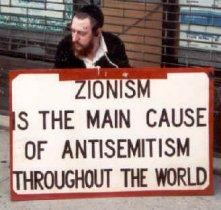 ZIONISM
IS THE MAIN CAUSE
OF ANTISEMITISM
THROUGHOUT THE WORLD